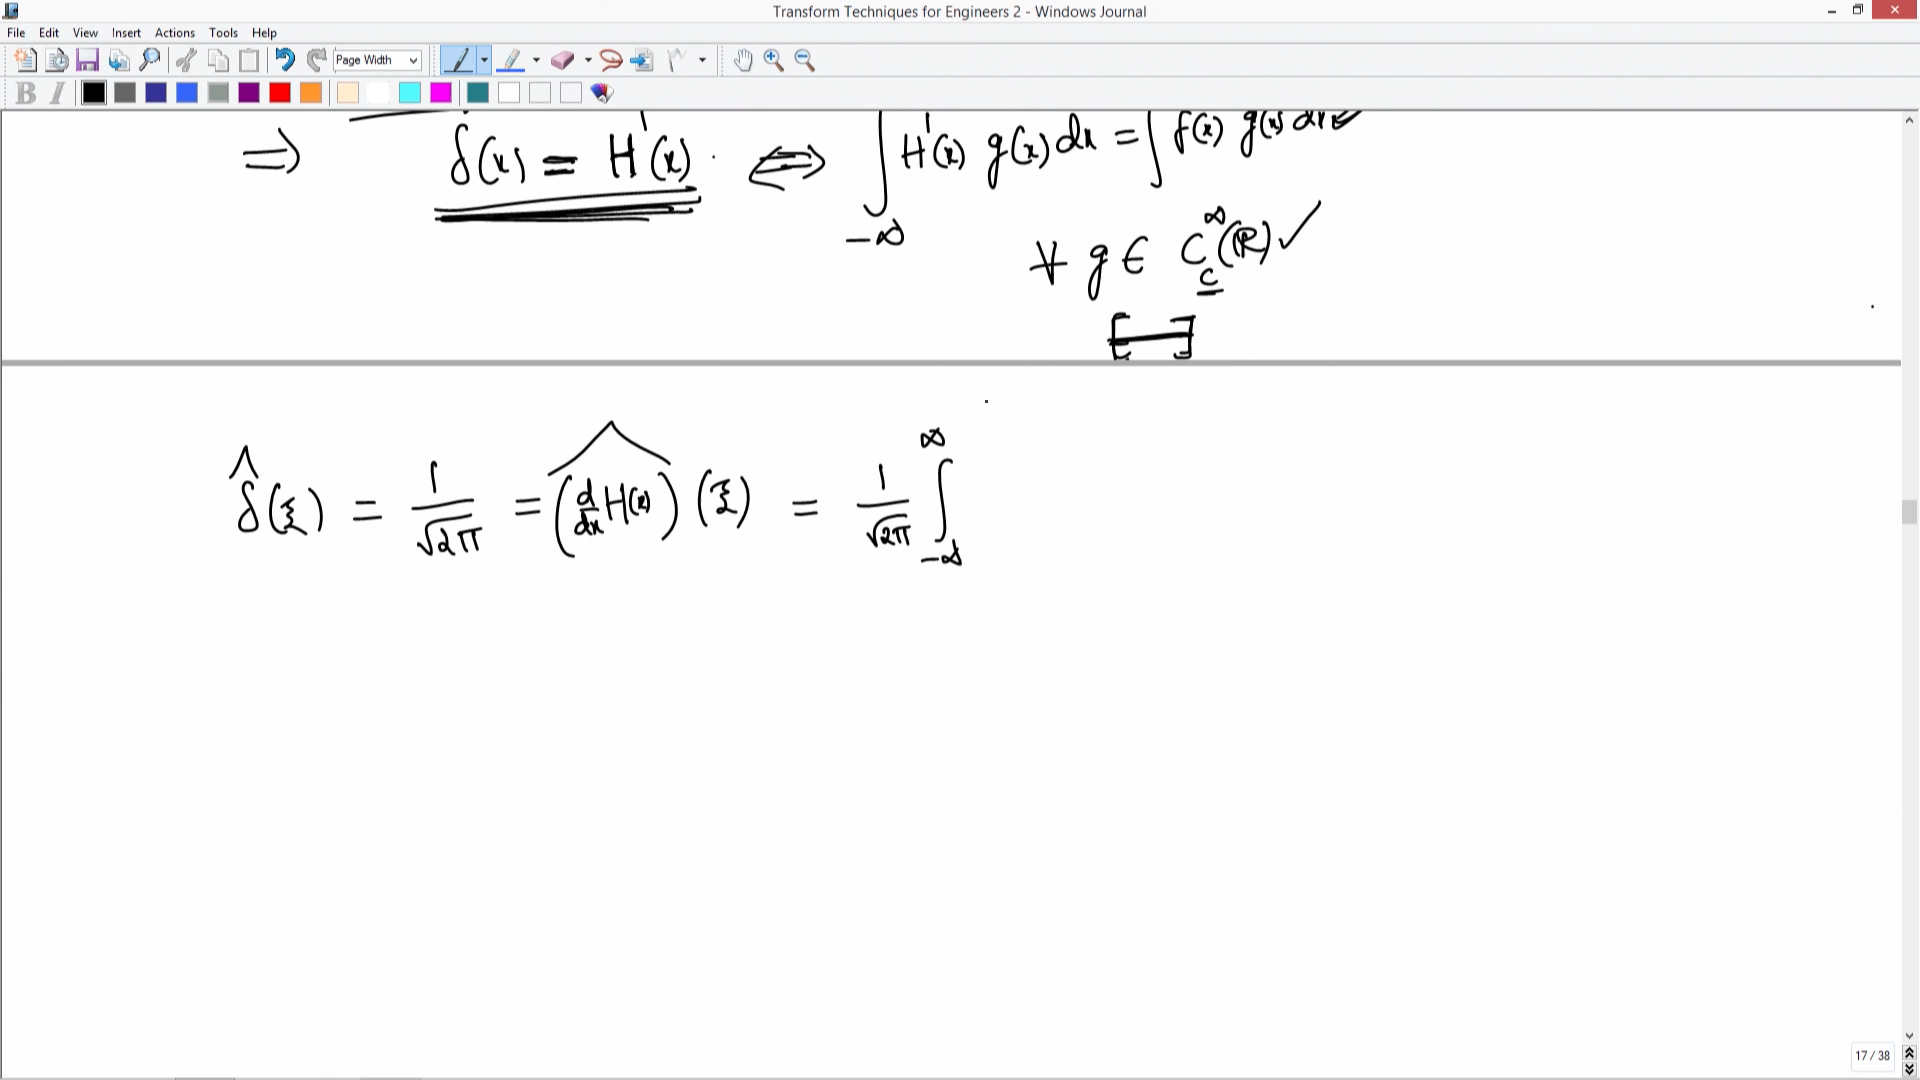 Transform Techniques for Engineers 2 - Windows Journal
File Edit View Insert Actions Tools Help
Page Width
B I
⇒ δ(x) = H'(x). ⇔ ∫_{-∞} H'(x) g(x) dx = ∫ f(x) g(x) dx ✓
∀ g ∈ C_c^∞(ℝ) ✓
[ — ]
δ̂(ξ) = 1/√2π = (d/dx H(x))^ (ξ) = 1/√2π ∫_{-∞}^{∞}
17 / 38